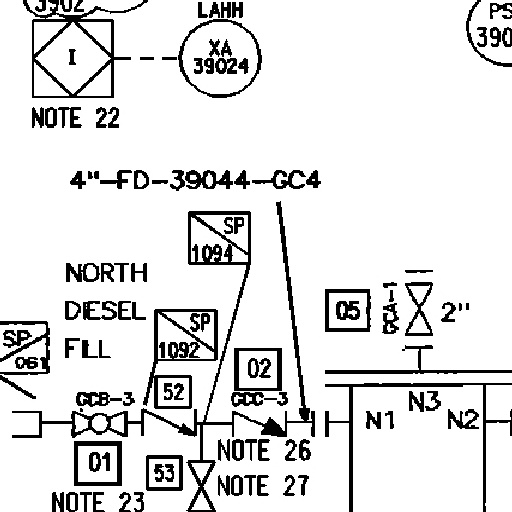 3902
LAHH
XA
39024
I
PS
390
NOTE 22
4"-FD-39044-GC4
SP
1094
NORTH
DIESEL
FILL
SP
1092
SP
061
05
GCA-1
2"
02
52
GCB-3
GCC-3
N1
N3
N2
01
53
NOTE 26
NOTE 27
NOTE 23